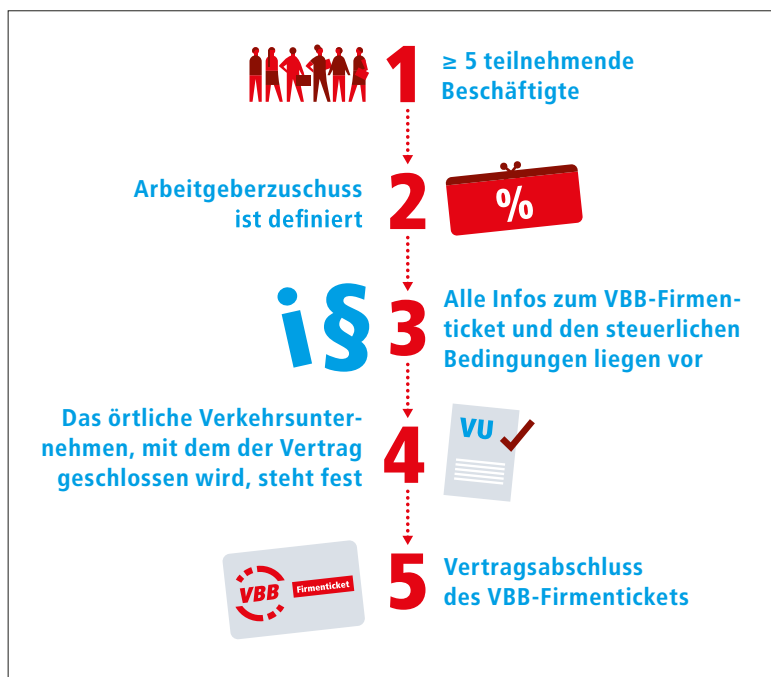 1
≥ 5 teilnehmende
Beschäftigte
Arbeitgeberzuschuss
ist definiert
2
%
i§
3
Alle Infos zum VBB-Firmen-
ticket und den steuerlichen
Bedingungen liegen vor
Das örtliche Verkehrsunter-
nehmen, mit dem der Vertrag
geschlossen wird, steht fest
4
VU
VBB
Firmenticket
5
Vertragsabschluss
des VBB-Firmentickets